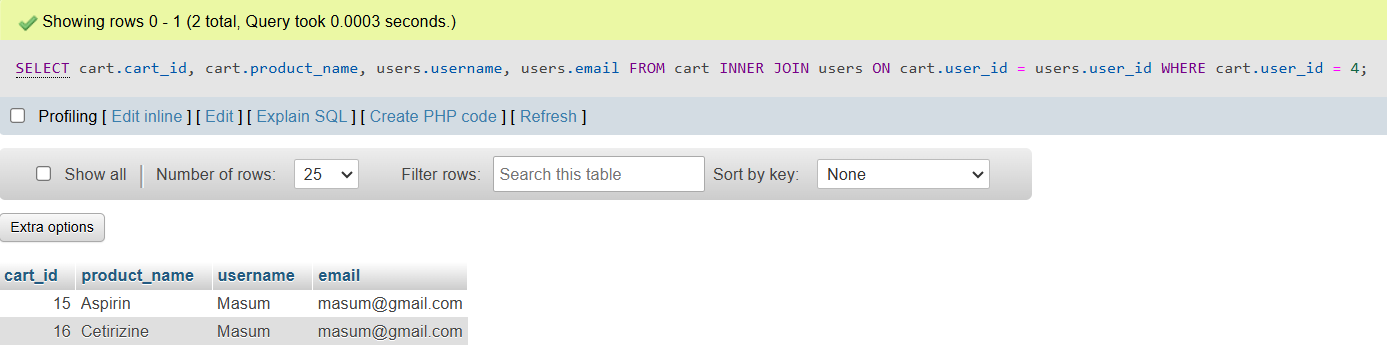 Showing rows 0 - 1 (2 total, Query took 0.0003 seconds.)
SELECT cart.cart_id, cart.product_name, users.username, users.email FROM cart INNER JOIN users ON cart.user_id = users.user_id WHERE cart.user_id = 4;
Profiling [ Edit inline ] [ Edit ] [ Explain SQL ] [ Create PHP code ] [ Refresh ]
Show all Number of rows: 25 Filter rows: Search this table Sort by key: None
Extra options
cart_id product_name username email
15 Aspirin Masum masum@gmail.com
16 Cetirizine Masum masum@gmail.com